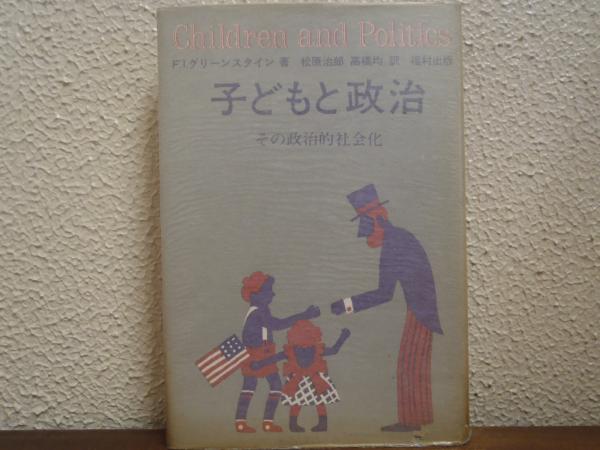 Children and Politics
F.I.グリーンスタイン 著 松原治郎 高橋均 訳 福村出版
子どもと政治
その政治的社会化